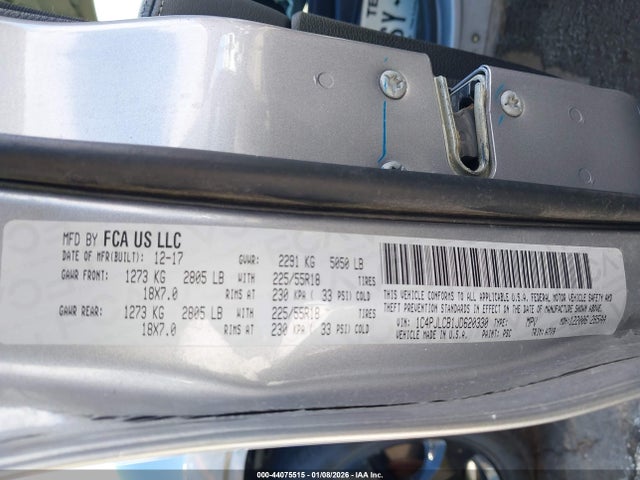 TE
SY
MFD BY FCA US LLC
DATE OF MFR(BUILT): 12-17 GVWR: 2291 KG 5050 LB
GAWR FRONT: 1273 KG 2805 LB WITH 225/55R18 TIRES
18X7.0 RIMS AT 230 KPA ( 33 PSI) COLD
GAWR REAR: 1273 KG 2805 LB WITH 225/55R18 TIRES
18X7.0 RIMS AT 230 KPA ( 33 PSI) COLD
THIS VEHICLE CONFORMS TO ALL APPLICABLE U.S.A. FEDERAL MOTOR VEHICLE SAFETY AND
THEFT PREVENTION STANDARDS IN EFFECT ON THE DATE OF MANUFACTURE SHOWN ABOVE.
VIN: 1C4PJLCB1JD620330 TYPE: MPV MDH: 
VEHICLE MADE IN U.S.A. PAINT: PSC TRIM:
000-44075515 - 01/08/2026 - IAA, Inc.